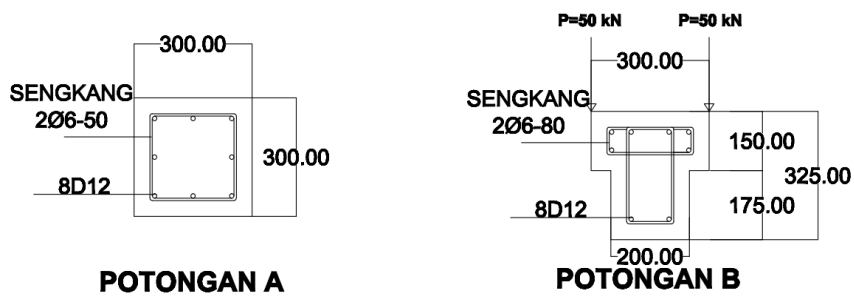 300.00
SENGKANG
2Ø6-50
300.00
8D12
POTONGAN A
P=50 kN P=50 kN
300.00
SENGKANG
2Ø6-80
150.00
325.00
175.00
8D12
200.00
POTONGAN B